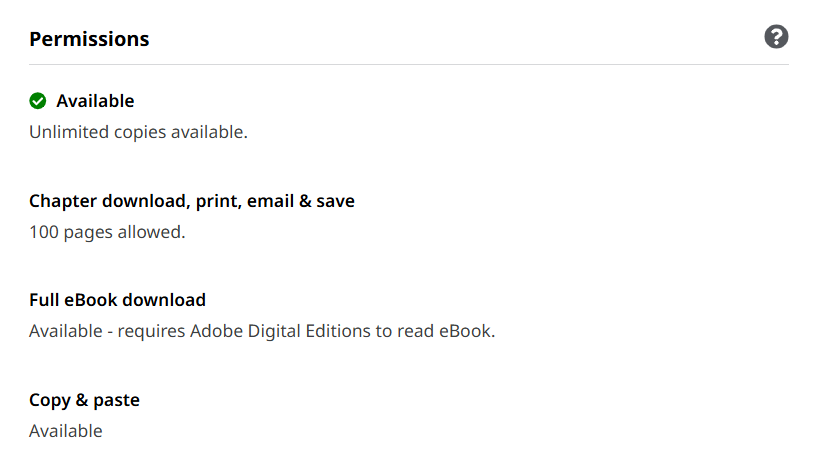 Permissions
?
Available
Unlimited copies available.
Chapter download, print, email & save
100 pages allowed.
Full eBook download
Available - requires Adobe Digital Editions to read eBook.
Copy & paste
Available